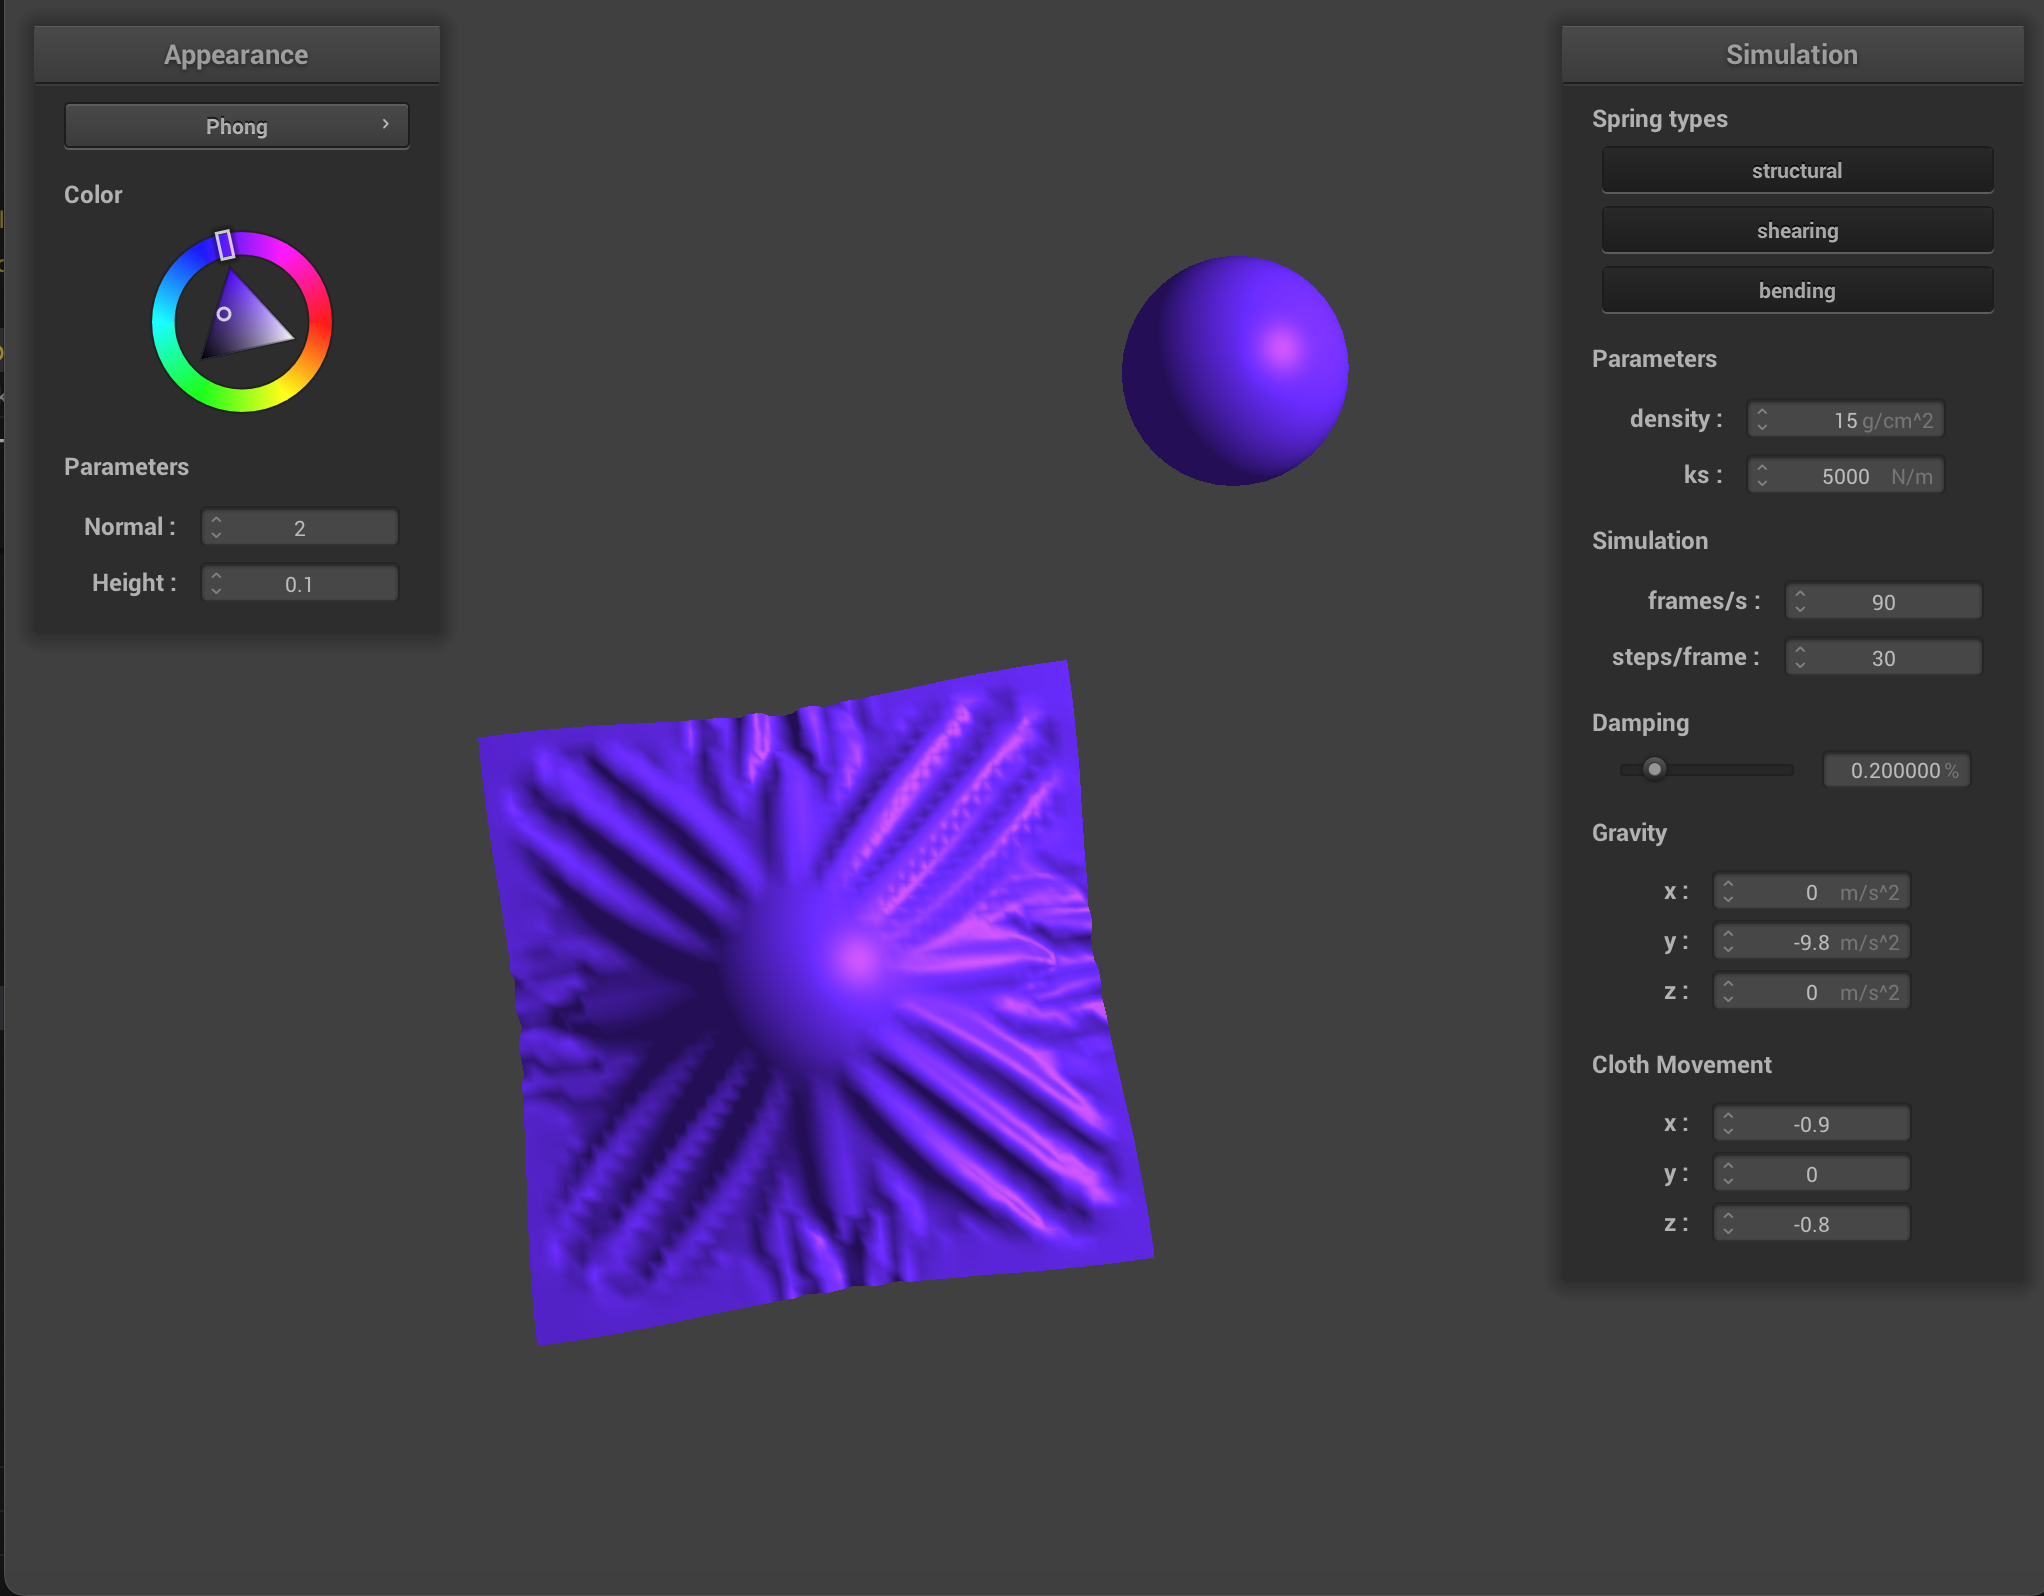 Appearance
Phong
Color
Parameters
Normal : 2
Height : 0.1
Simulation
Spring types
structural
shearing
bending
Parameters
density : 15 g/cm^2
ks : 5000 N/m
Simulation
frames/s : 90
steps/frame : 30
Damping
0.200000 %
Gravity
x : 0 m/s^2
y : -9.8 m/s^2
z : 0 m/s^2
Cloth Movement
x : -0.9
y : 0
z : -0.8